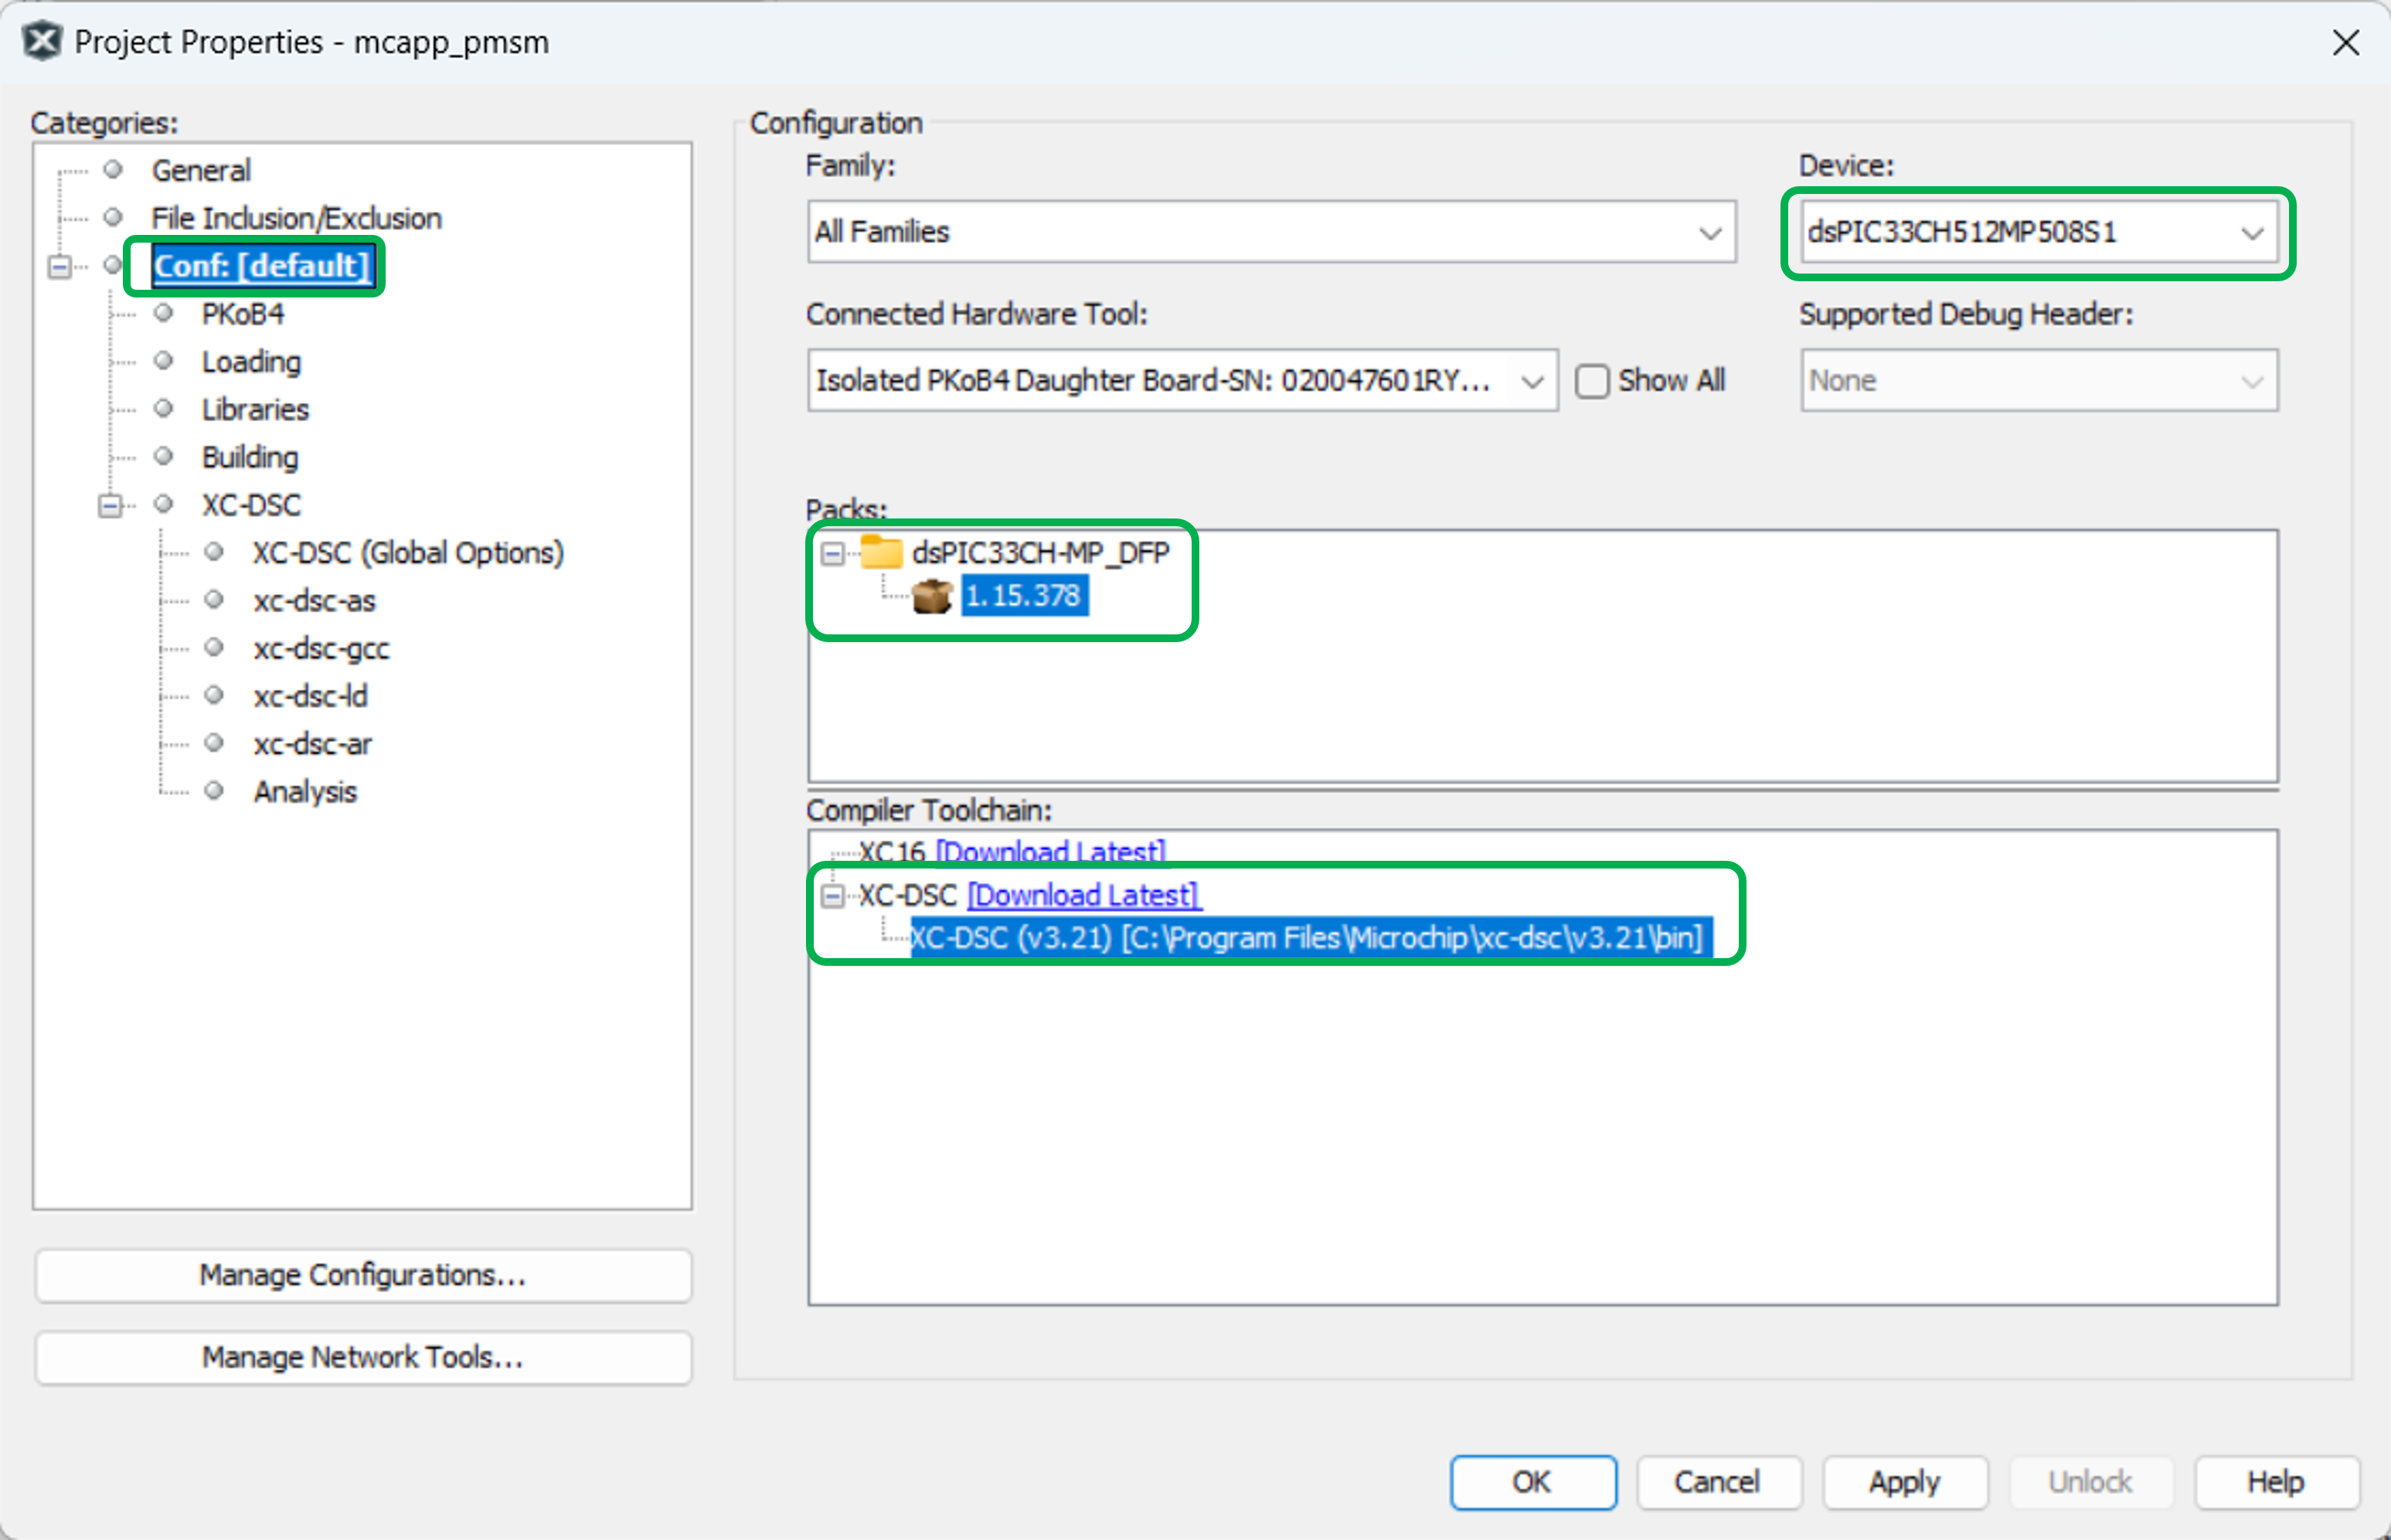 Project Properties - mcapp_pmsm
Categories:
General
File Inclusion/Exclusion
Conf: [default]
PKoB4
Loading
Libraries
Building
XC-DSC
XC-DSC (Global Options)
xc-dsc-as
xc-dsc-gcc
xc-dsc-ld
xc-dsc-ar
Analysis
Manage Configurations...
Manage Network Tools...
Configuration
Family:
Device:
All Families
dsPIC33CH512MP508S1
Connected Hardware Tool:
Supported Debug Header:
Isolated PKoB4 Daughter Board-SN: 020047601RY...
Show All
None
Packs:
dsPIC33CH-MP_DFP
1.15.378
Compiler Toolchain:
XC16 [Download Latest]
XC-DSC [Download Latest]
XC-DSC (v3.21) [C:\Program Files\Microchip\xc-dsc\v3.21\bin]
OK
Cancel
Apply
Unlock
Help